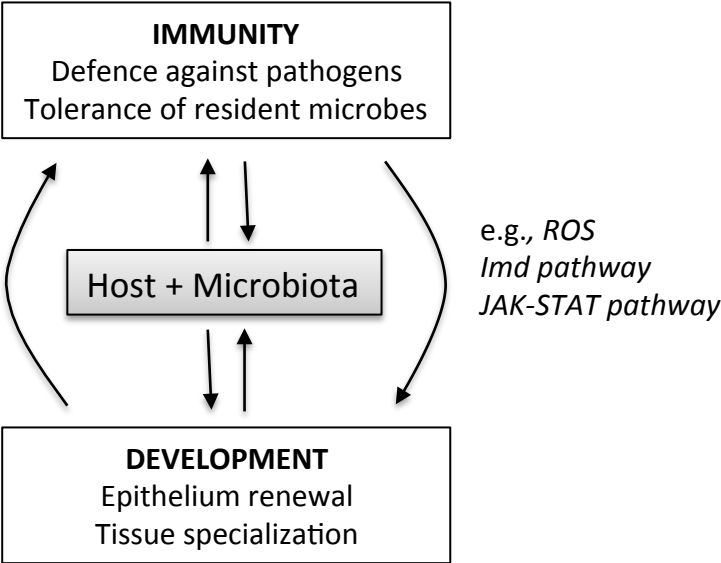 IMMUNITY
Defence against pathogens
Tolerance of resident microbes
e.g., ROS
Imd pathway
JAK-STAT pathway
Host + Microbiota
DEVELOPMENT
Epithelium renewal
Tissue specialization